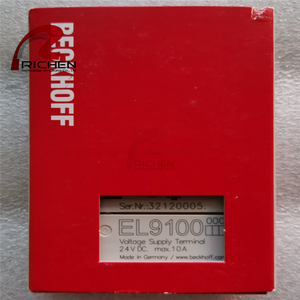 RICHEN
BECKHOFF
Ser.Nr.:32120005.
EL9100
Voltage Supply Terminal
24V DC, max. 10A
Made in Germany / www.beckhoff.com